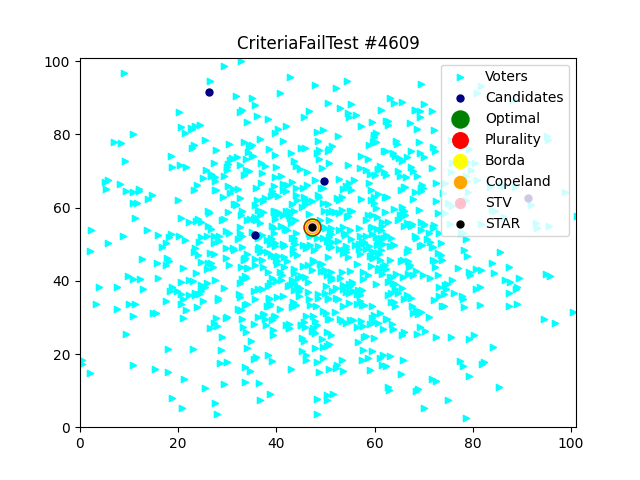 CriteriaFailTest #4609
100
80
60
40
20
0
0
20
40
60
80
100
Voters
Candidates
Optimal
Plurality
Borda
Copeland
STV
STAR